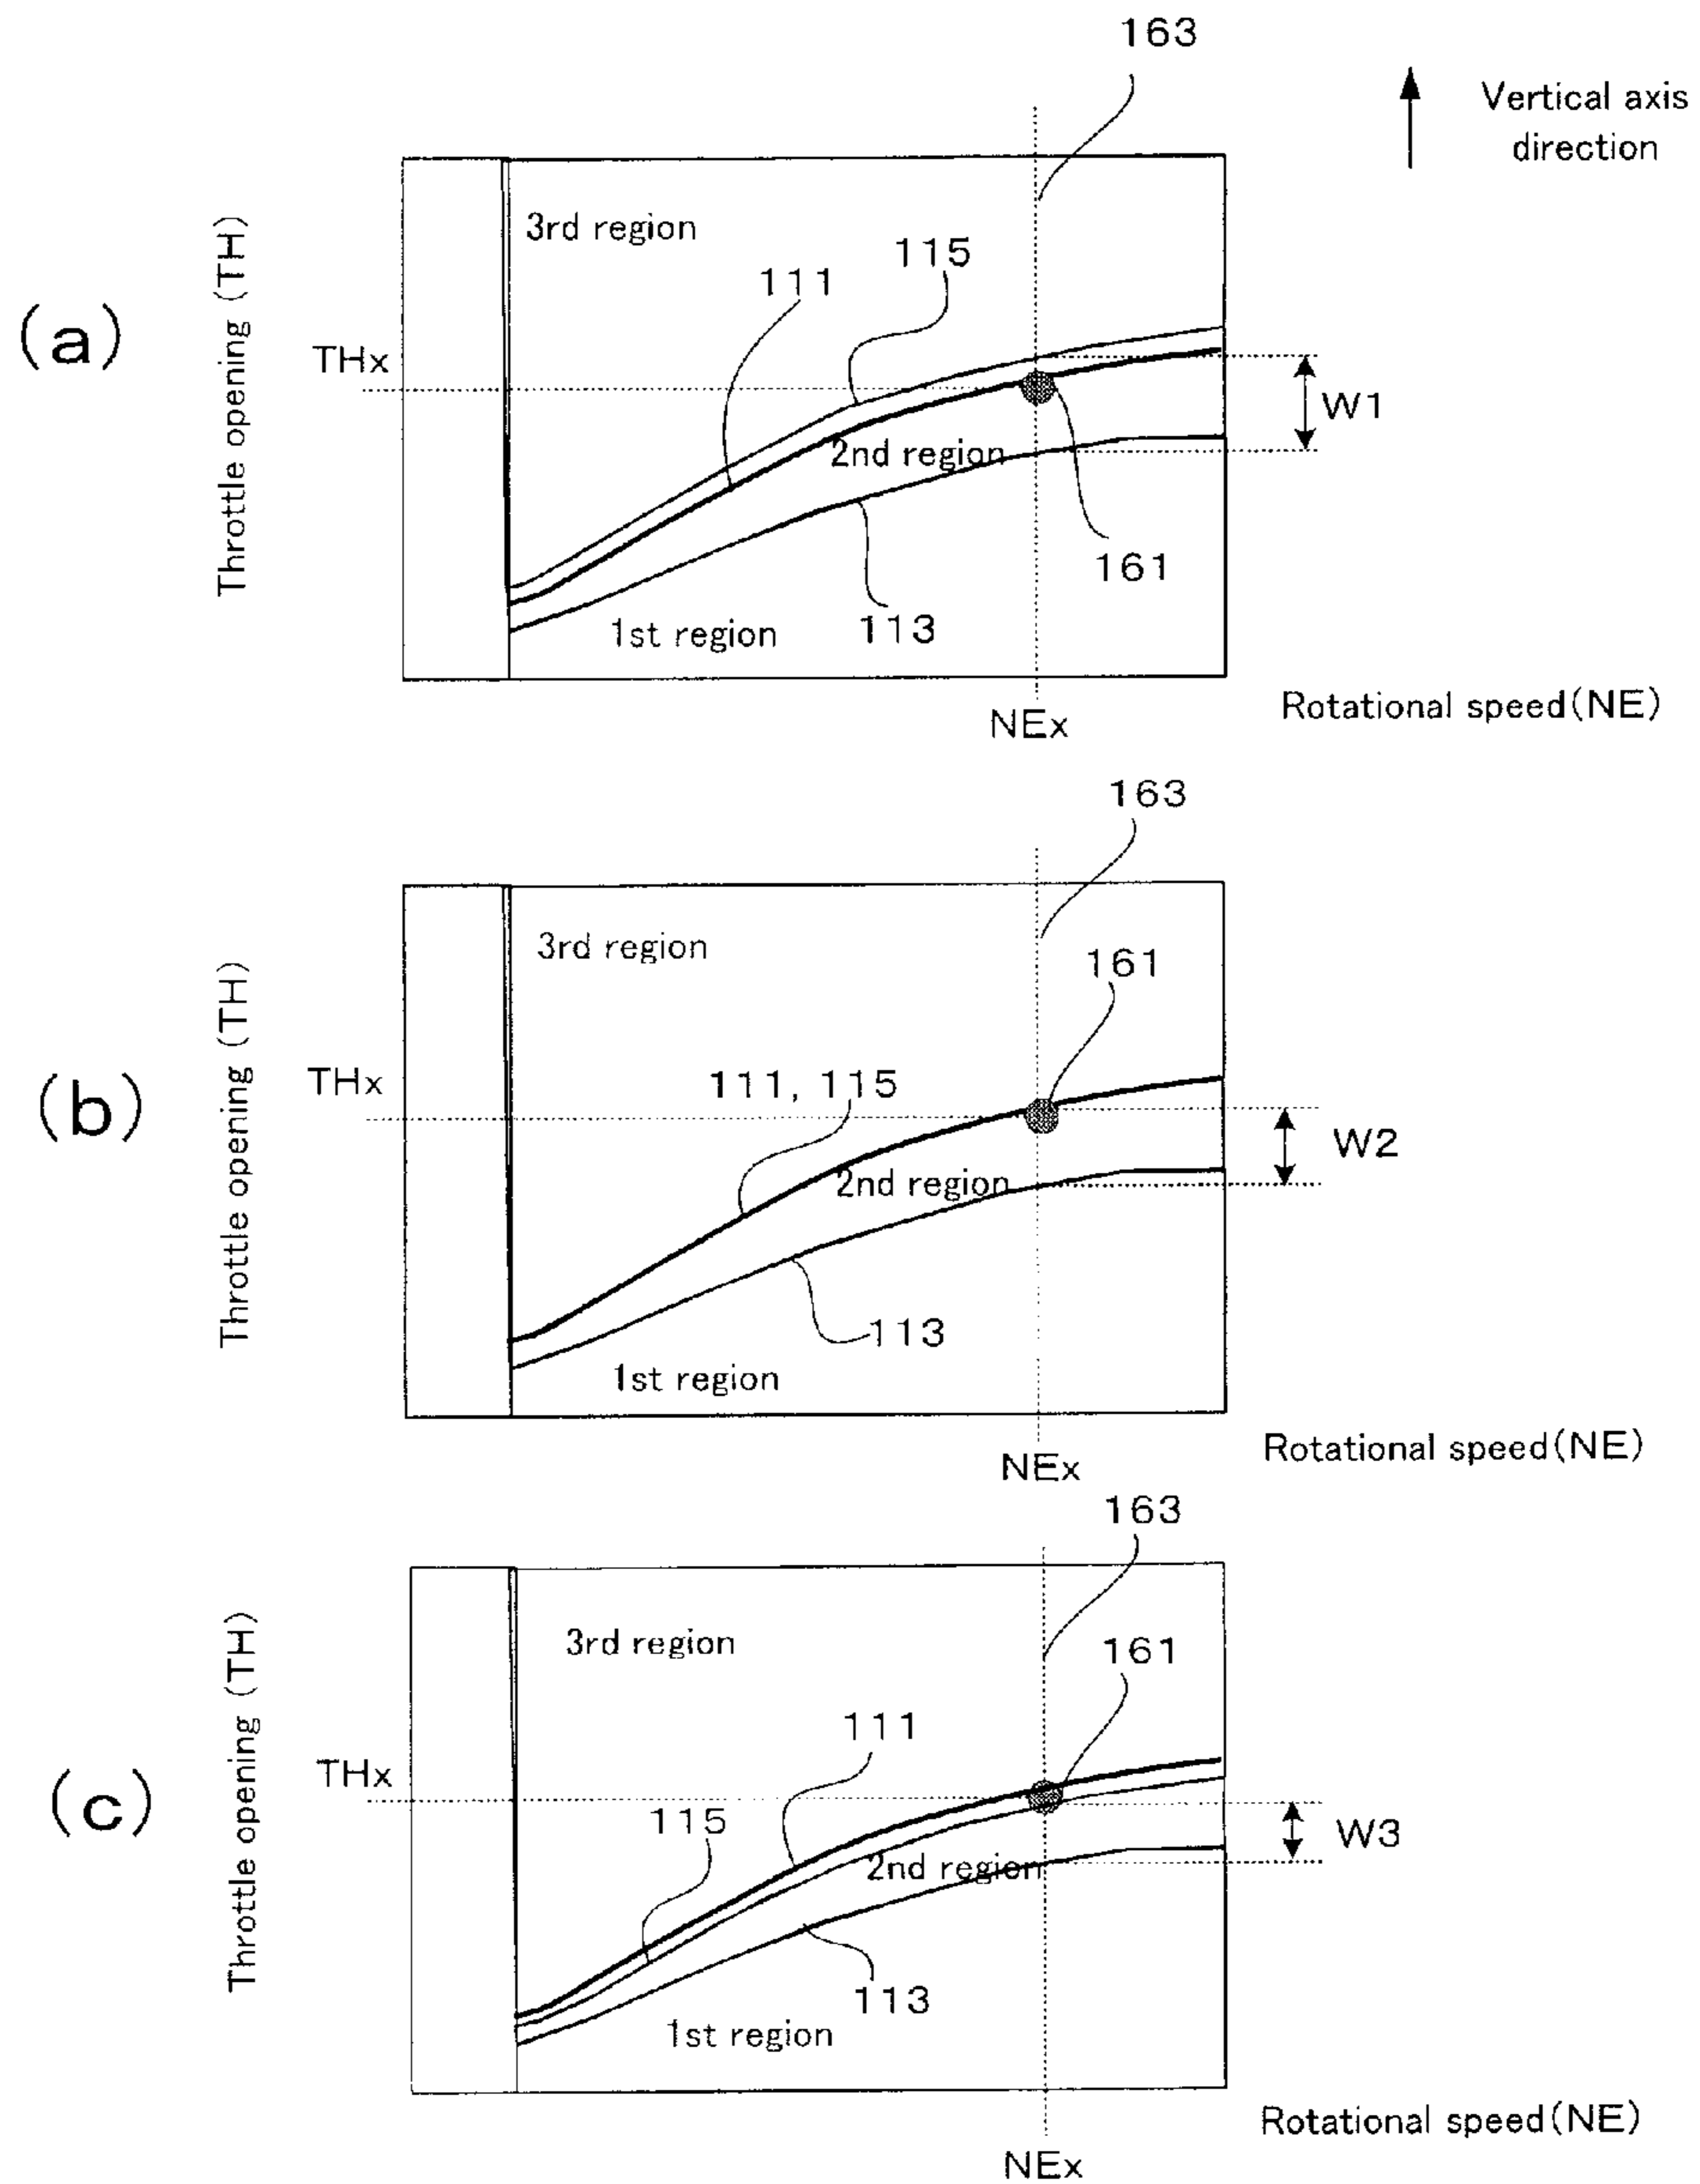 163
Vertical axis
direction
(a)
Throttle opening (TH)
3rd region
115
111
THx
W1
2nd region
161
113
1st region
NEx
Rotational speed(NE)
163
(b)
Throttle opening (TH)
3rd region
161
THx
111, 115
W2
2nd region
113
1st region
NEx
Rotational speed(NE)
163
(c)
Throttle opening (TH)
3rd region
161
111
THx
115
W3
2nd region
113
1st region
NEx
Rotational speed(NE)